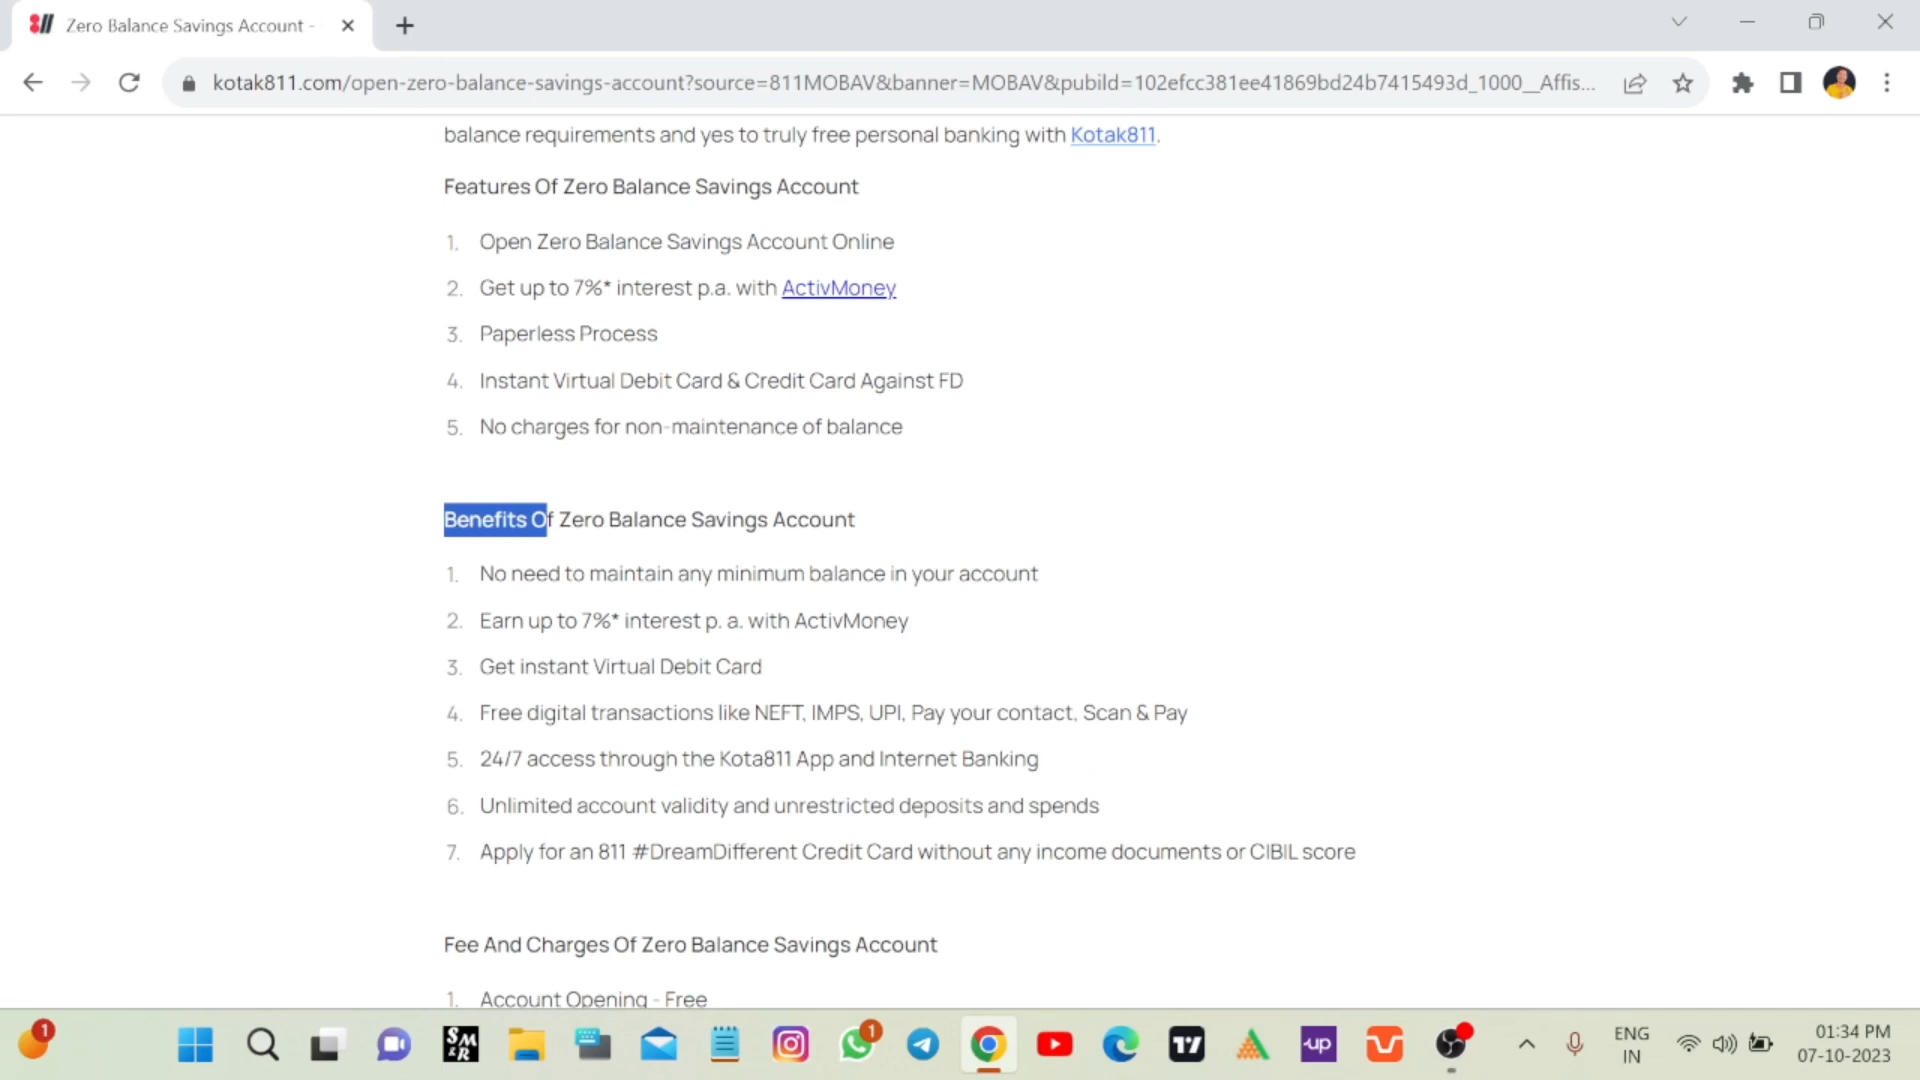 Zero Balance Savings Account -
kotak811.com/open-zero-balance-savings-account?source=811MOBAV&banner=MOBAV&pubild=102efcc381ee41869bd24b7415493d_1000__Affis...
balance requirements and yes to truly free personal banking with Kotak811.
Features Of Zero Balance Savings Account
1. Open Zero Balance Savings Account Online
2. Get up to 7%* interest p.a. with ActivMoney
3. Paperless Process
4. Instant Virtual Debit Card & Credit Card Against FD
5. No charges for non-maintenance of balance
Benefits Of Zero Balance Savings Account
1. No need to maintain any minimum balance in your account
2. Earn up to 7%* interest p. a. with ActivMoney
3. Get instant Virtual Debit Card
4. Free digital transactions like NEFT, IMPS, UPI, Pay your contact, Scan & Pay
5. 24/7 access through the Kota811 App and Internet Banking
6. Unlimited account validity and unrestricted deposits and spends
7. Apply for an 811 #DreamDifferent Credit Card without any income documents or CIBIL score
Fee And Charges Of Zero Balance Savings Account
1. Account Opening - Free
1
SM&R
1
up
ENG
IN
01:34 PM
07-10-2023